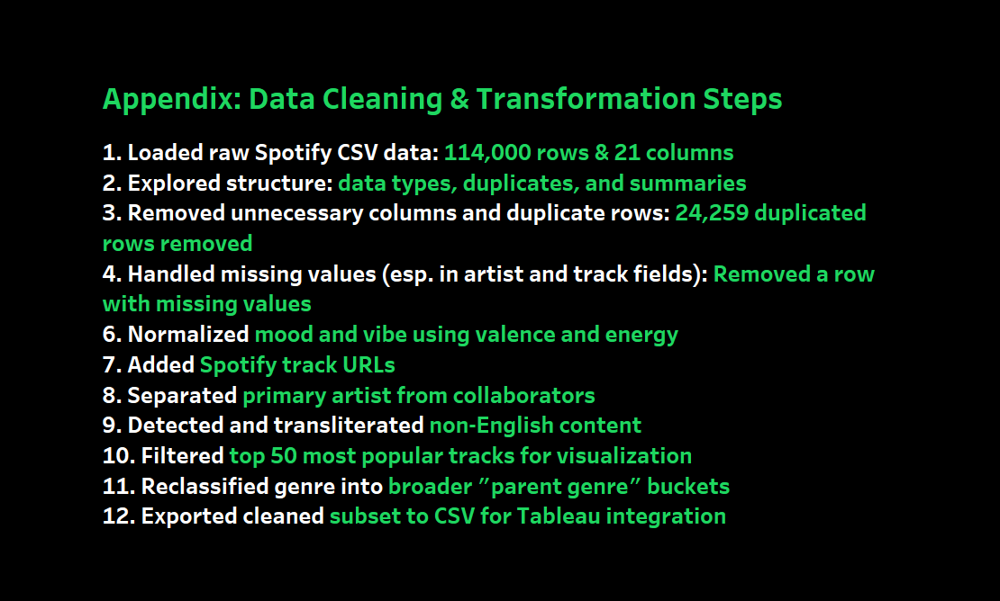 Appendix: Data Cleaning & Transformation Steps
1. Loaded raw Spotify CSV data: 114,000 rows & 21 columns
2. Explored structure: data types, duplicates, and summaries
3. Removed unnecessary columns and duplicate rows: 24,259 duplicated
rows removed
4. Handled missing values (esp. in artist and track fields): Removed a row
with missing values
6. Normalized mood and vibe using valence and energy
7. Added Spotify track URLs
8. Separated primary artist from collaborators
9. Detected and transliterated non-English content
10. Filtered top 50 most popular tracks for visualization
11. Reclassified genre into broader "parent genre" buckets
12. Exported cleaned subset to CSV for Tableau integration